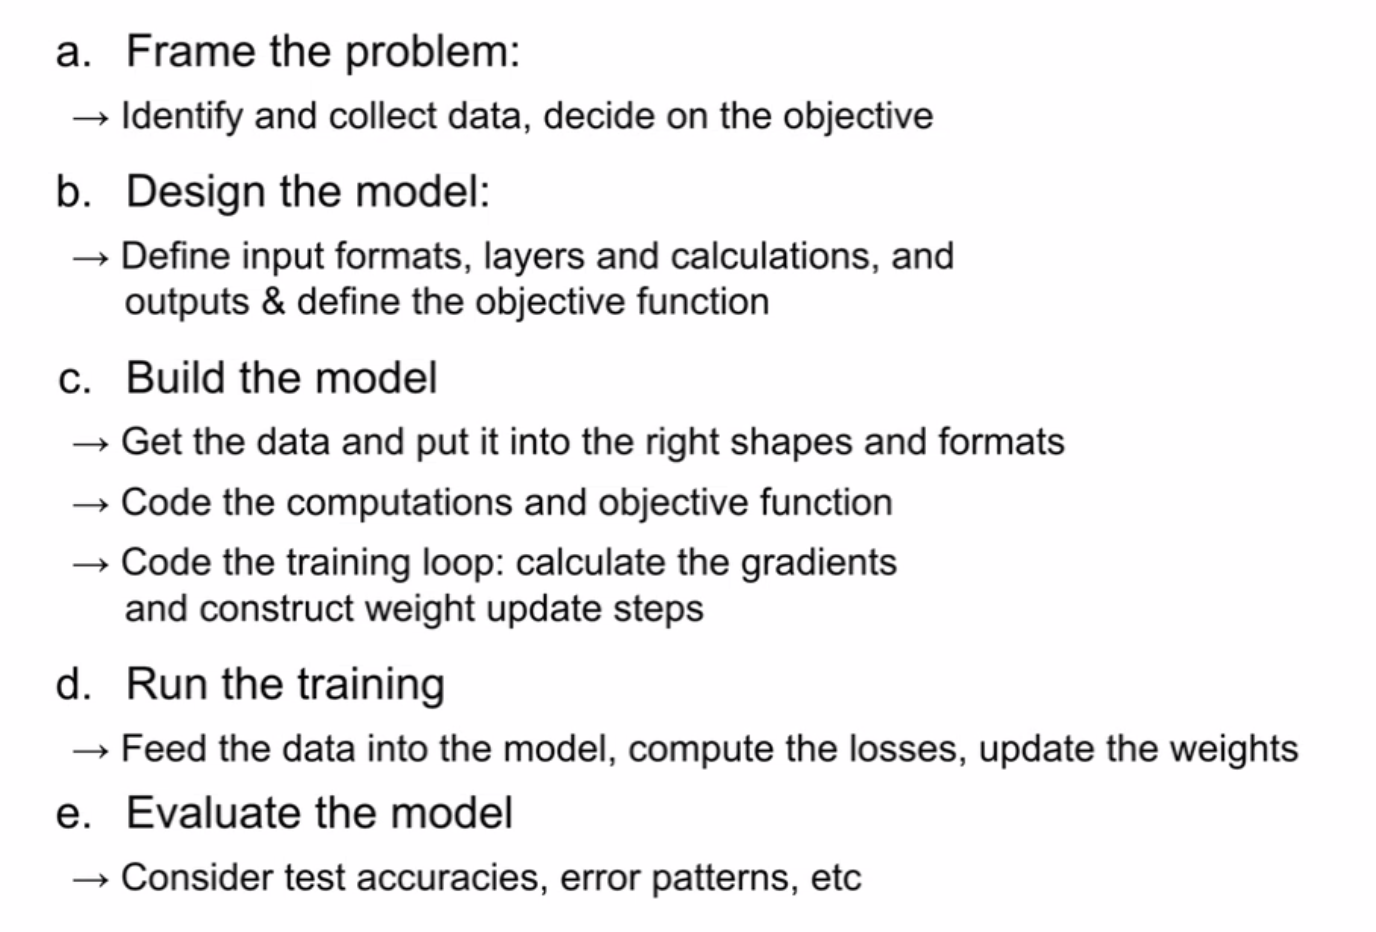 a. Frame the problem:
→ Identify and collect data, decide on the objective
b. Design the model:
→ Define input formats, layers and calculations, and
outputs & define the objective function
c. Build the model
→ Get the data and put it into the right shapes and formats
→ Code the computations and objective function
→ Code the training loop: calculate the gradients
and construct weight update steps
d. Run the training
→ Feed the data into the model, compute the losses, update the weights
e. Evaluate the model
→ Consider test accuracies, error patterns, etc